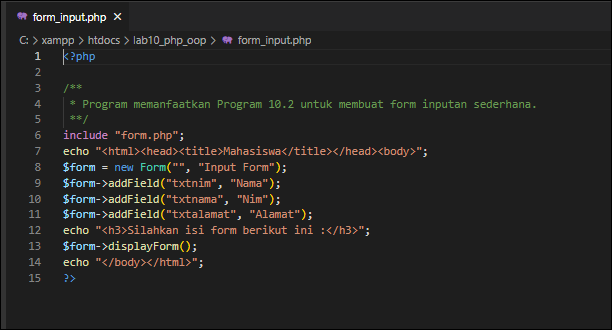 form_input.php
C: > xampp > htdocs > lab10_php_oop > form_input.php
1 <?php
2
3 /**
4 * Program memanfaatkan Program 10.2 untuk membuat form inputan sederhana.
5 **/
6 include "form.php";
7 echo "<html><head><title>Mahasiswa</title></head><body>";
8 $form = new Form("", "Input Form");
9 $form->addField("txtnim", "Nama");
10 $form->addField("txtnama", "Nim");
11 $form->addField("txtalamat", "Alamat");
12 echo "<h3>Silahkan isi form berikut ini :</h3>";
13 $form->displayForm();
14 echo "</body></html>";
15 ?>